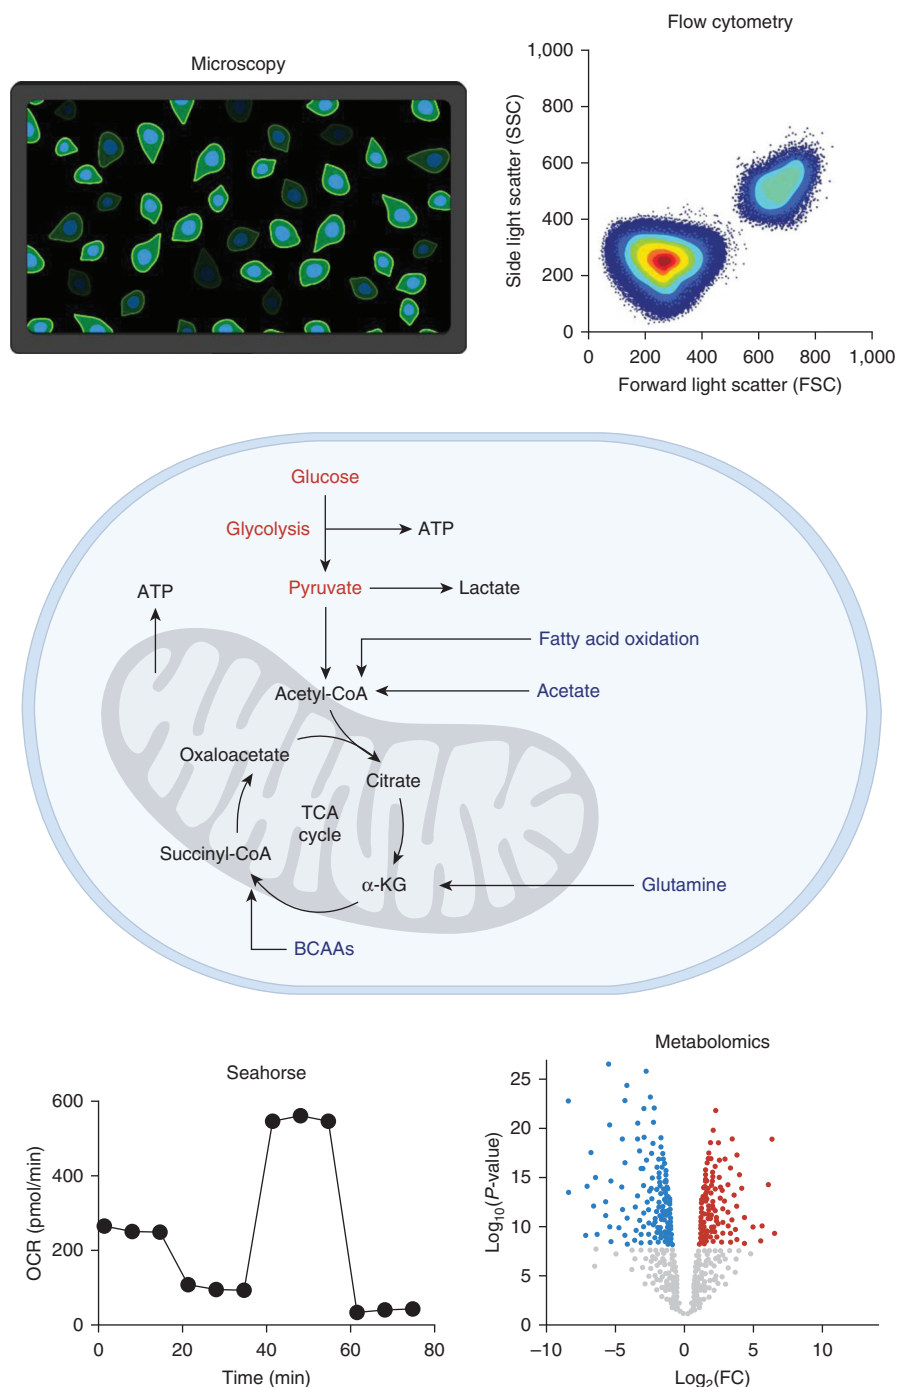 Microscopy
Flow cytometry
Side light scatter (SSC)
1,000
800
600
400
200
0
0 200 400 600 800 1,000
Forward light scatter (FSC)
Glucose
Glycolysis
ATP
Pyruvate
Lactate
ATP
Fatty acid oxidation
Acetyl-CoA
Acetate
Oxaloacetate
Citrate
TCA
cycle
Succinyl-CoA
α-KG
Glutamine
BCAAs
Seahorse
OCR (pmol/min)
600
400
200
0
0 20 40 60 80
Time (min)
Metabolomics
Log10(P-value)
25
20
15
10
5
0
−10 −5 0 5 10
Log2(FC)